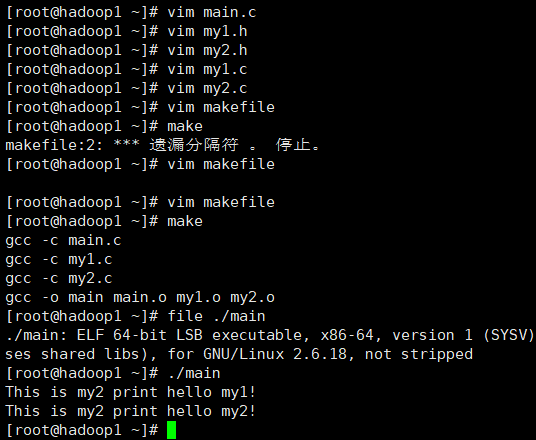 [root@hadoop1 ~]# vim main.c
[root@hadoop1 ~]# vim my1.h
[root@hadoop1 ~]# vim my2.h
[root@hadoop1 ~]# vim my1.c
[root@hadoop1 ~]# vim my2.c
[root@hadoop1 ~]# vim makefile
[root@hadoop1 ~]# make
makefile:2: *** 遗漏分隔符 。 停止。
[root@hadoop1 ~]# vim makefile
[root@hadoop1 ~]# vim makefile
[root@hadoop1 ~]# make
gcc -c main.c
gcc -c my1.c
gcc -c my2.c
gcc -o main main.o my1.o my2.o
[root@hadoop1 ~]# file ./main
./main: ELF 64-bit LSB executable, x86-64, version 1 (SYSV)
ses shared libs), for GNU/Linux 2.6.18, not stripped
[root@hadoop1 ~]# ./main
This is my2 print hello my1!
This is my2 print hello my2!
[root@hadoop1 ~]#